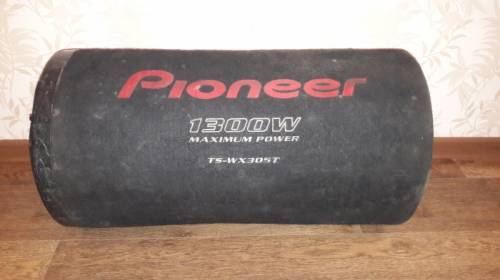 Pioneer
1300W
MAXIMUM POWER
TS-WX305T